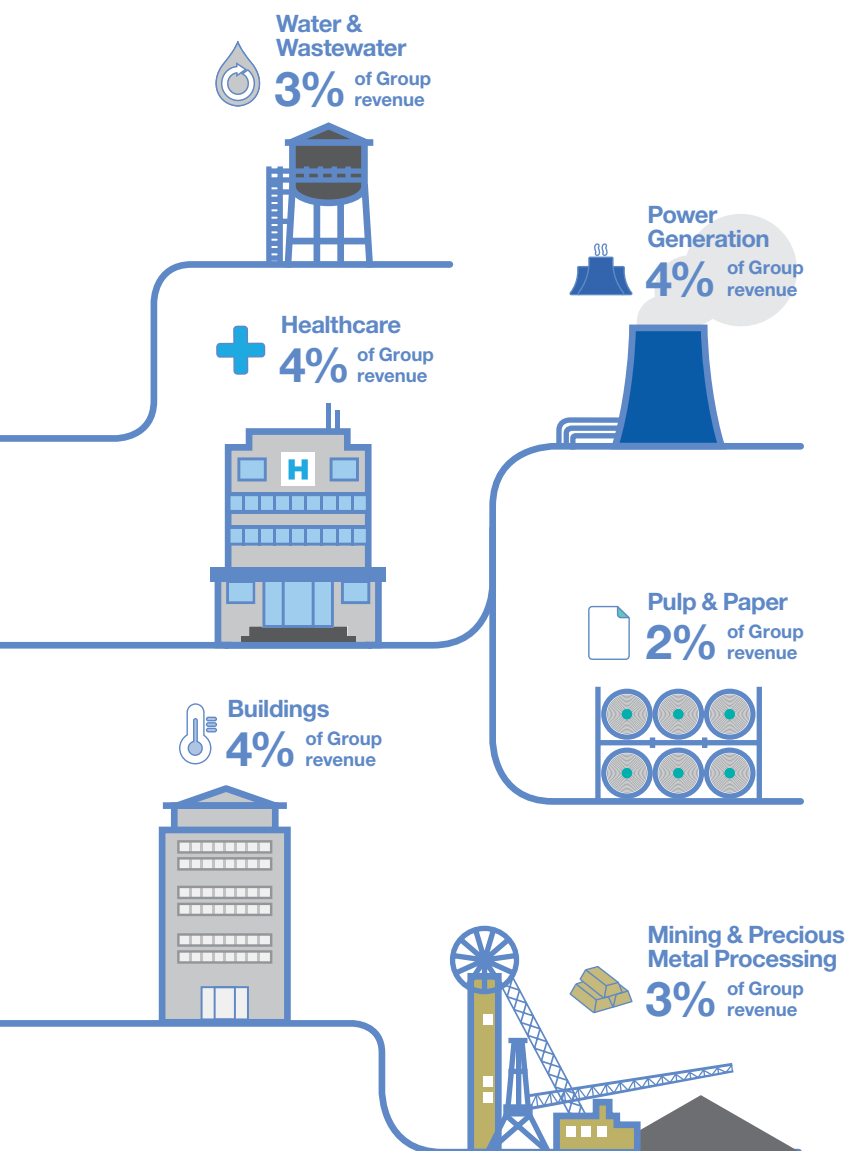 Water &
Wastewater
3% of Group
revenue
Power
Generation
4% of Group
revenue
Healthcare
4% of Group
revenue
H
Pulp & Paper
2% of Group
revenue
Buildings
4% of Group
revenue
Mining & Precious
Metal Processing
3% of Group
revenue